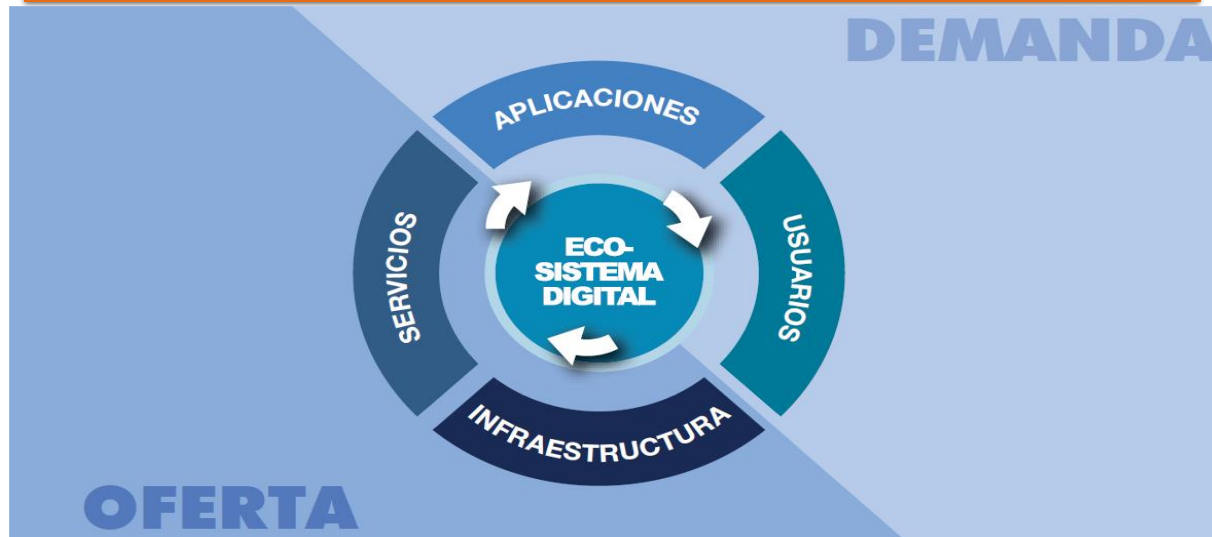 DEMANDA
APLICACIONES
SERVICIOS
ECO-
SISTEMA
DIGITAL
USUARIOS
INFRAESTRUCTURA
OFERTA